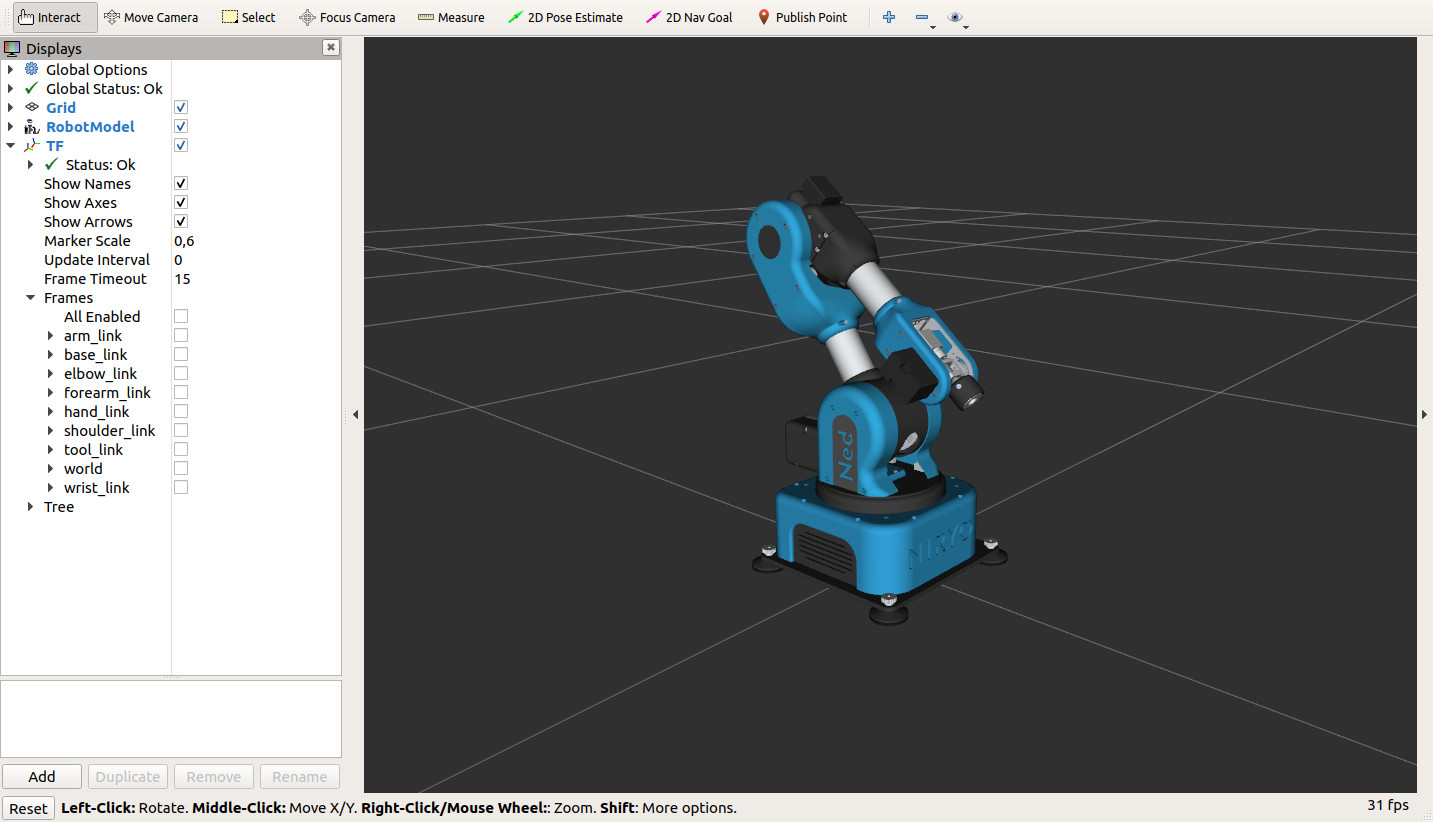 Interact Move Camera Select Focus Camera Measure 2D Pose Estimate 2D Nav Goal Publish Point
Displays
Global Options
Global Status: Ok
Grid
RobotModel
TF
Status: Ok
Show Names
Show Axes
Show Arrows
Marker Scale 0,6
Update Interval 0
Frame Timeout 15
Frames
All Enabled
arm_link
base_link
elbow_link
forearm_link
hand_link
shoulder_link
tool_link
world
wrist_link
Tree
Ned
NIRYO
Add Duplicate Remove Rename
Reset Left-Click: Rotate. Middle-Click: Move X/Y. Right-Click/Mouse Wheel:: Zoom. Shift: More options. 31 fps